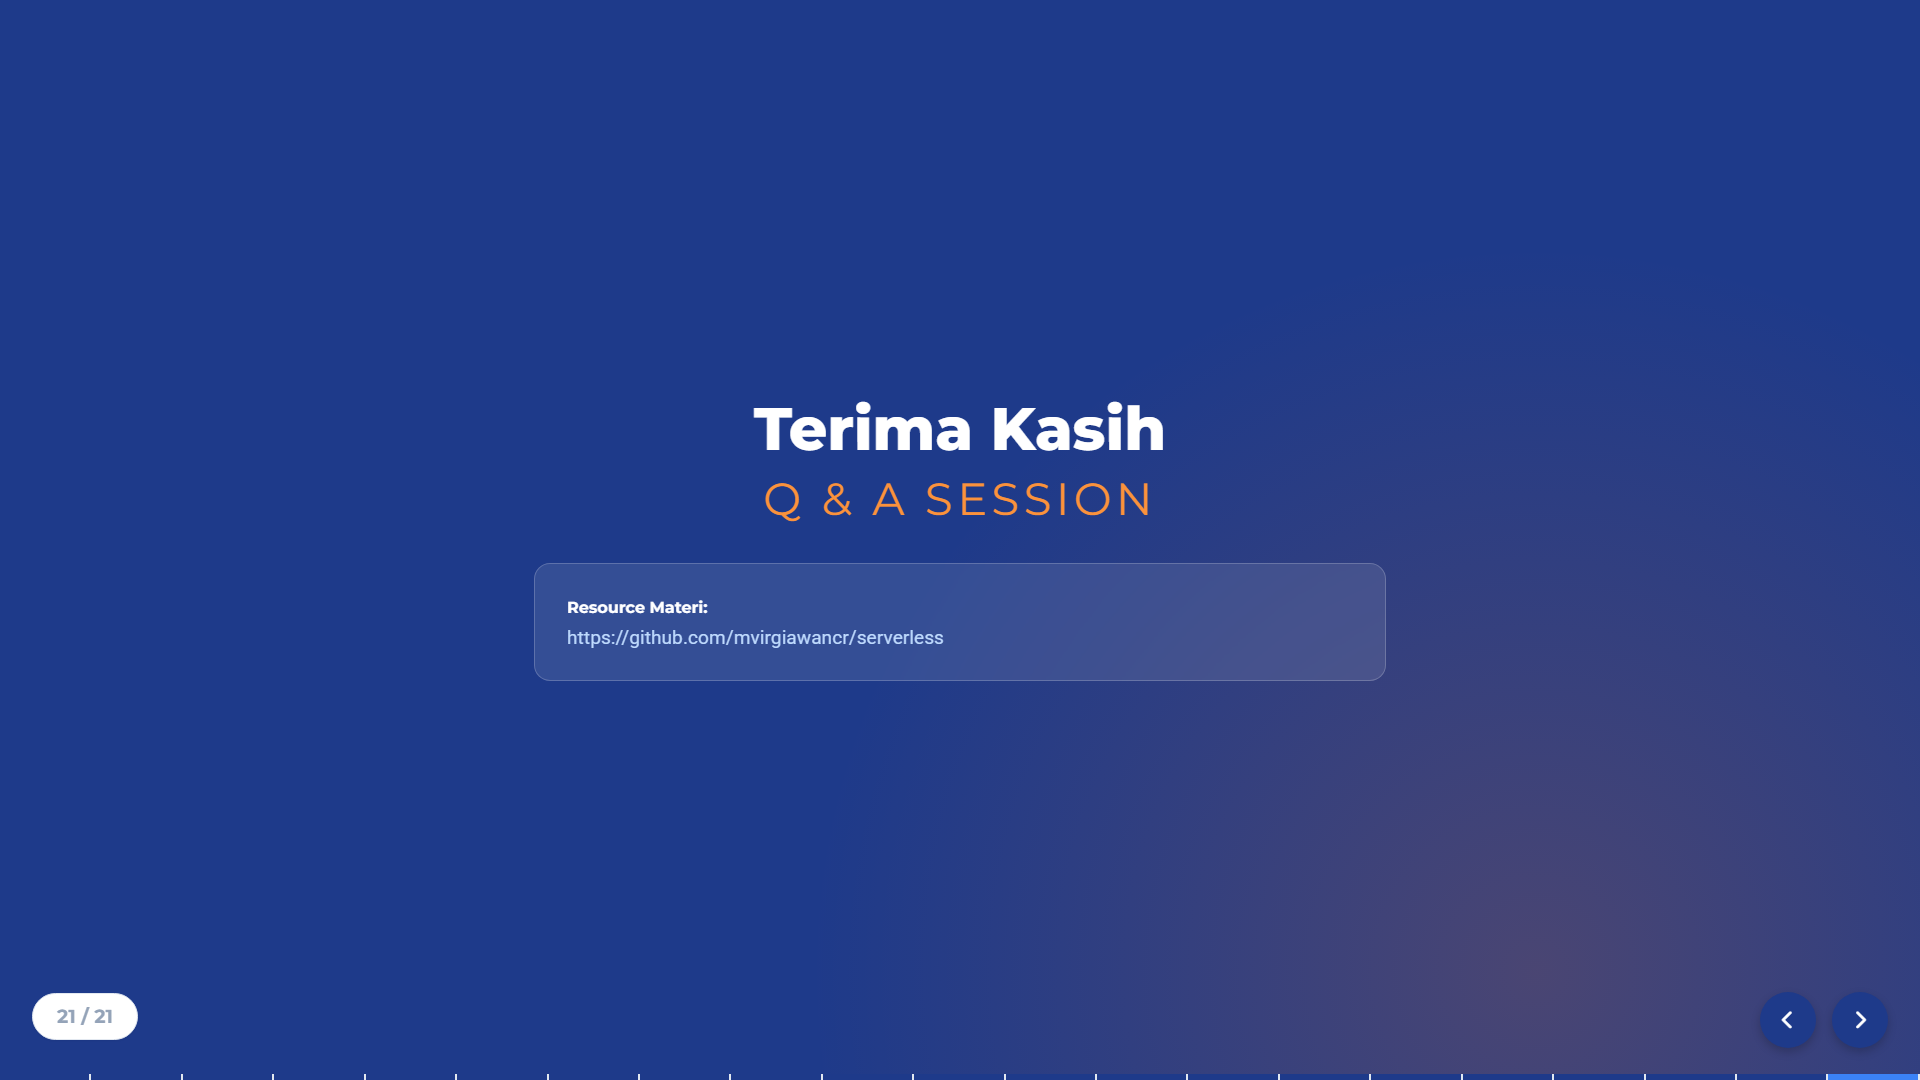 Terima Kasih
Q & A SESSION
Resource Materi:
https://github.com/mvirgiawancr/serverless
21 / 21